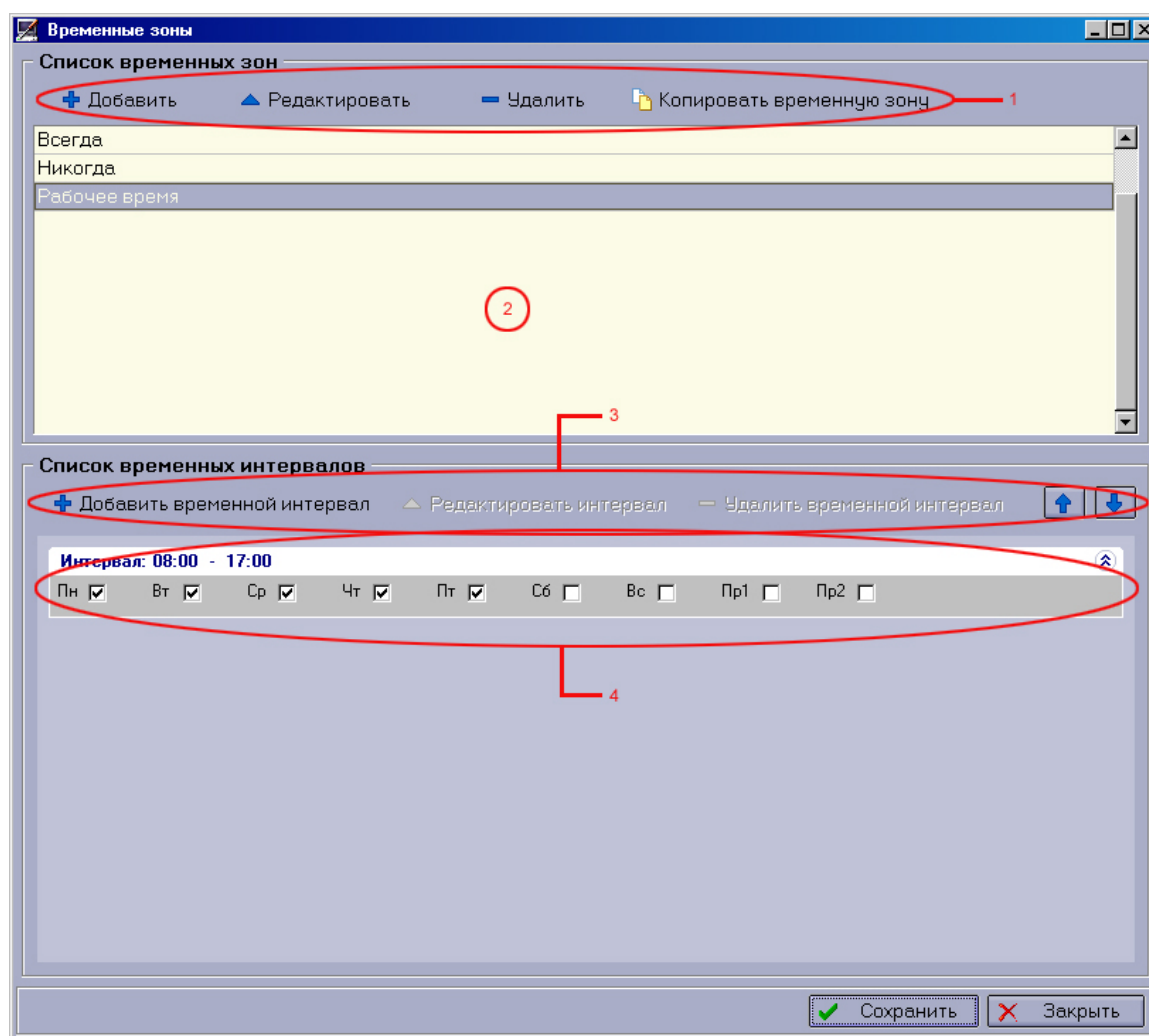 Временные зоны
Список временных зон
Добавить Редактировать Удалить Копировать временную зону 1
Всегда
Никогда
Рабочее время
2
3
Список временных интервалов
Добавить временной интервал Редактировать интервал Удалить временной интервал
Интервал: 08:00 - 17:00
Пн Вт Ср Чт Пт Сб Вс Пр1 Пр2
4
Сохранить Закрыть